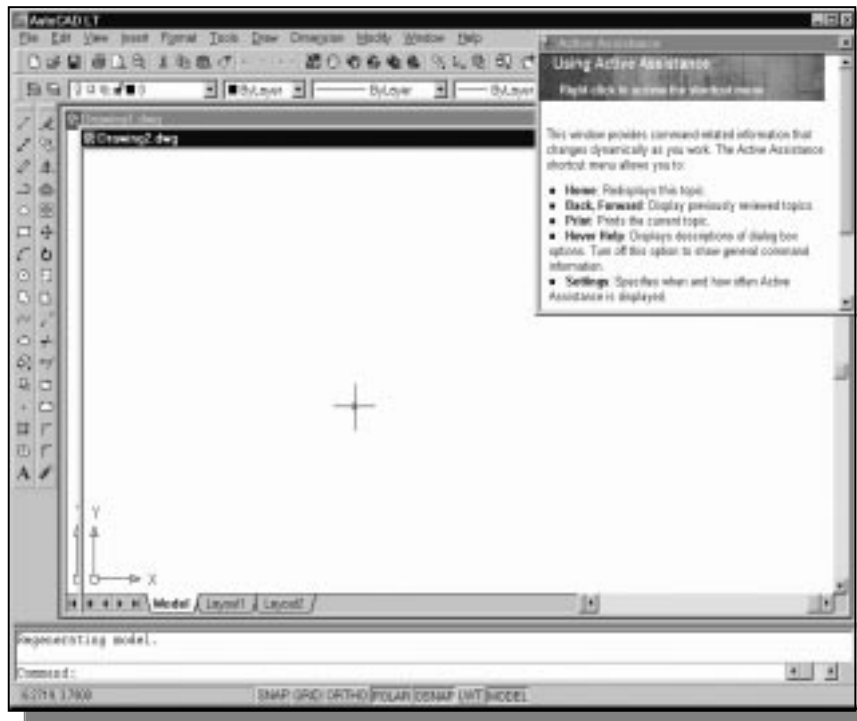 AutoCAD LT
File Edit View Insert Format Tools Draw Dimension Modify Window Help
Active Assistance
Using Active Assistance
Right-click to access the shortcut menu
0 ByLayer ByLayer ByLayer
Drawing1.dwg
Drawing2.dwg
This window provides command-related information that
changes dynamically as you work. The Active Assistance
shortcut menu allows you to:
• Home: Redisplays this topic.
• Back, Forward: Display previously reviewed topics.
• Print: Prints the current topic.
• Hover Help: Displays descriptions of dialog box
options. Turn off this option to show general command
information.
• Settings: Specifies when and how often Active
Assistance is displayed.
A
Y
X
Model Layout1 Layout2
Regenerating model.
Command:
SNAP GRID ORTHO POLAR OSNAP LWT MODEL